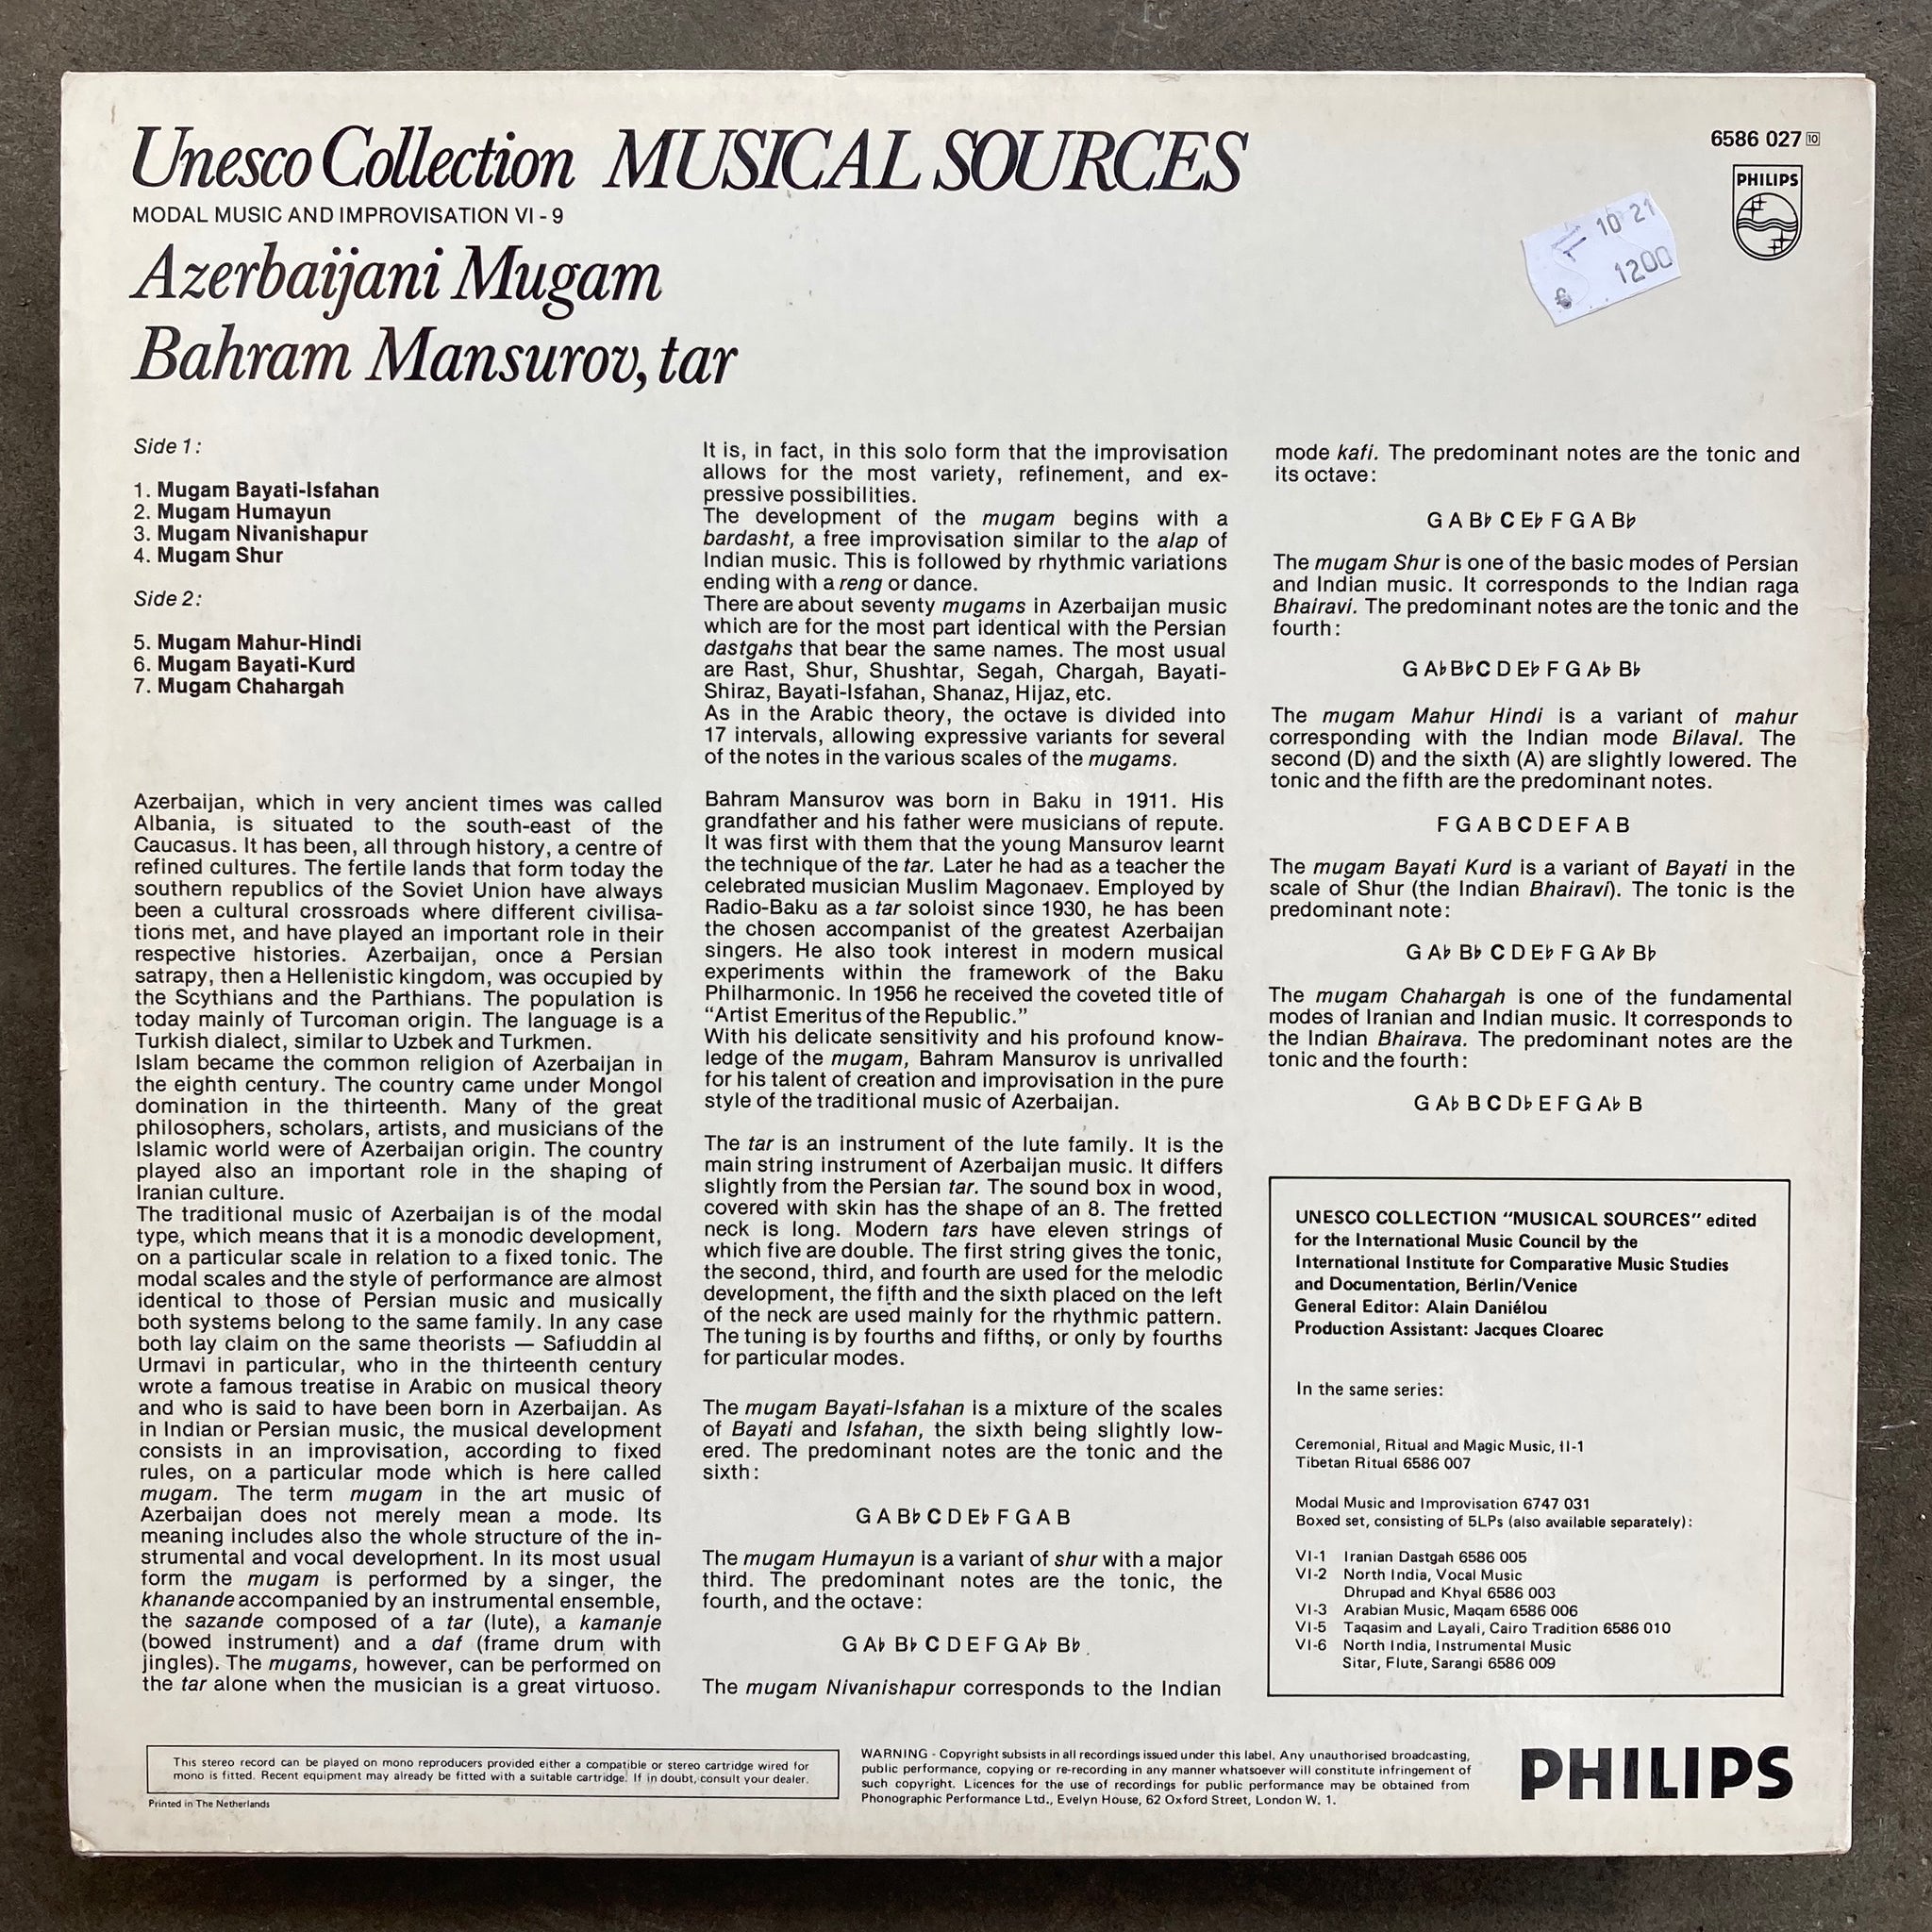 Unesco Collection MUSICAL SOURCES
MODAL MUSIC AND IMPROVISATION VI - 9
Azerbaijani Mugam
Bahram Mansurov, tar
6586 027 10
PHILIPS
10 21
1200
€
Side 1:
1. Mugam Bayati-Isfahan
2. Mugam Humayun
3. Mugam Nivanishapur
4. Mugam Shur
Side 2:
5. Mugam Mahur-Hindi
6. Mugam Bayati-Kurd
7. Mugam Chahargah
Azerbaijan, which in very ancient times was called
Albania, is situated to the south-east of the
Caucasus. It has been, all through history, a centre of
refined cultures. The fertile lands that form today the
southern republics of the Soviet Union have always
been a cultural crossroads where different civilisa-
tions met, and have played an important role in their
respective histories. Azerbaijan, once a Persian
satrapy, then a Hellenistic kingdom, was occupied by
the Scythians and the Parthians. The population is
today mainly of Turcoman origin. The language is a
Turkish dialect, similar to Uzbek and Turkmen.
Islam became the common religion of Azerbaijan in
the eighth century. The country came under Mongol
domination in the thirteenth. Many of the great
philosophers, scholars, artists, and musicians of the
Islamic world were of Azerbaijan origin. The country
played also an important role in the shaping of
Iranian culture.
The traditional music of Azerbaijan is of the modal
type, which means that it is a monodic development,
on a particular scale in relation to a fixed tonic. The
modal scales and the style of performance are almost
identical to those of Persian music and musically
both systems belong to the same family. In any case
both lay claim on the same theorists — Safiuddin al
Urmavi in particular, who in the thirteenth century
wrote a famous treatise in Arabic on musical theory
and who is said to have been born in Azerbaijan. As
in Indian or Persian music, the musical development
consists in an improvisation, according to fixed
rules, on a particular mode which is here called
mugam. The term mugam in the art music of
Azerbaijan does not merely mean a mode. Its
meaning includes also the whole structure of the in-
strumental and vocal development. In its most usual
form the mugam is performed by a singer, the
khanande accompanied by an instrumental ensemble,
the sazande composed of a tar (lute), a kamanje
(bowed instrument) and a daf (frame drum with
jingles). The mugams, however, can be performed on
the tar alone when the musician is a great virtuoso.
It is, in fact, in this solo form that the improvisation
allows for the most variety, refinement, and ex-
pressive possibilities.
The development of the mugam begins with a
bardasht, a free improvisation similar to the alap of
Indian music. This is followed by rhythmic variations
ending with a reng or dance.
There are about seventy mugams in Azerbaijan music
which are for the most part identical with the Persian
dastgahs that bear the same names. The most usual
are Rast, Shur, Shushtar, Segah, Chargah, Bayati-
Shiraz, Bayati-Isfahan, Shanaz, Hijaz, etc.
As in the Arabic theory, the octave is divided into
17 intervals, allowing expressive variants for several
of the notes in the various scales of the mugams.
Bahram Mansurov was born in Baku in 1911. His
grandfather and his father were musicians of repute.
It was first with them that the young Mansurov learnt
the technique of the tar. Later he had as a teacher the
celebrated musician Muslim Magonaev. Employed by
Radio-Baku as a tar soloist since 1930, he has been
the chosen accompanist of the greatest Azerbaijan
singers. He also took interest in modern musical
experiments within the framework of the Baku
Philharmonic. In 1956 he received the coveted title of
“Artist Emeritus of the Republic.”
With his delicate sensitivity and his profound know-
ledge of the mugam, Bahram Mansurov is unrivalled
for his talent of creation and improvisation in the pure
style of the traditional music of Azerbaijan.
The tar is an instrument of the lute family. It is the
main string instrument of Azerbaijan music. It differs
slightly from the Persian tar. The sound box in wood,
covered with skin has the shape of an 8. The fretted
neck is long. Modern tars have eleven strings of
which five are double. The first string gives the tonic,
the second, third, and fourth are used for the melodic
development, the fifth and the sixth placed on the left
of the neck are used mainly for the rhythmic pattern.
The tuning is by fourths and fifths, or only by fourths
for particular modes.
The mugam Bayati-Isfahan is a mixture of the scales
of Bayati and Isfahan, the sixth being slightly low-
ered. The predominant notes are the tonic and the
sixth:
G A B♭ C D E♭ F G A B
The mugam Humayun is a variant of shur with a major
third. The predominant notes are the tonic, the
fourth, and the octave:
G A♭ B♭ C D E F G A♭ B♭
The mugam Nivanishapur corresponds to the Indian
mode kafi. The predominant notes are the tonic and
its octave:
G A B♭ C E♭ F G A B♭
The mugam Shur is one of the basic modes of Persian
and Indian music. It corresponds to the Indian raga
Bhairavi. The predominant notes are the tonic and the
fourth:
G A♭ B♭ C D E♭ F G A♭ B♭
The mugam Mahur Hindi is a variant of mahur
corresponding with the Indian mode Bilaval. The
second (D) and the sixth (A) are slightly lowered. The
tonic and the fifth are the predominant notes.
F G A B C D E F A B
The mugam Bayati Kurd is a variant of Bayati in the
scale of Shur (the Indian Bhairavi). The tonic is the
predominant note:
G A♭ B♭ C D E♭ F G A♭ B♭
The mugam Chahargah is one of the fundamental
modes of Iranian and Indian music. It corresponds to
the Indian Bhairava. The predominant notes are the
tonic and the fourth:
G A♭ B C D♭ E F G A♭ B
UNESCO COLLECTION “MUSICAL SOURCES” edited
for the International Music Council by the
International Institute for Comparative Music Studies
and Documentation, Berlin/Venice
General Editor: Alain Daniélou
Production Assistant: Jacques Cloarec
In the same series:
Ceremonial, Ritual and Magic Music, II-1
Tibetan Ritual 6586 007
Modal Music and Improvisation 6747 031
Boxed set, consisting of 5LPs (also available separately):
VI-1 Iranian Dastgah 6586 005
VI-2 North India, Vocal Music
Dhrupad and Khyal 6586 003
VI-3 Arabian Music, Maqam 6586 006
VI-5 Taqasim and Layali, Cairo Tradition 6586 010
VI-6 North India, Instrumental Music
Sitar, Flute, Sarangi 6586 009
This stereo record can be played on mono reproducers provided either a compatible or stereo cartridge wired for
mono is fitted. Recent equipment may already be fitted with a suitable cartridge. If in doubt, consult your dealer.
Printed in The Netherlands
WARNING - Copyright subsists in all recordings issued under this label. Any unauthorised broadcasting,
public performance, copying or re-recording in any manner whatsoever will constitute infringement of
such copyright. Licences for the use of recordings for public performance may be obtained from
Phonographic Performance Ltd., Evelyn House, 62 Oxford Street, London W. 1.
PHILIPS